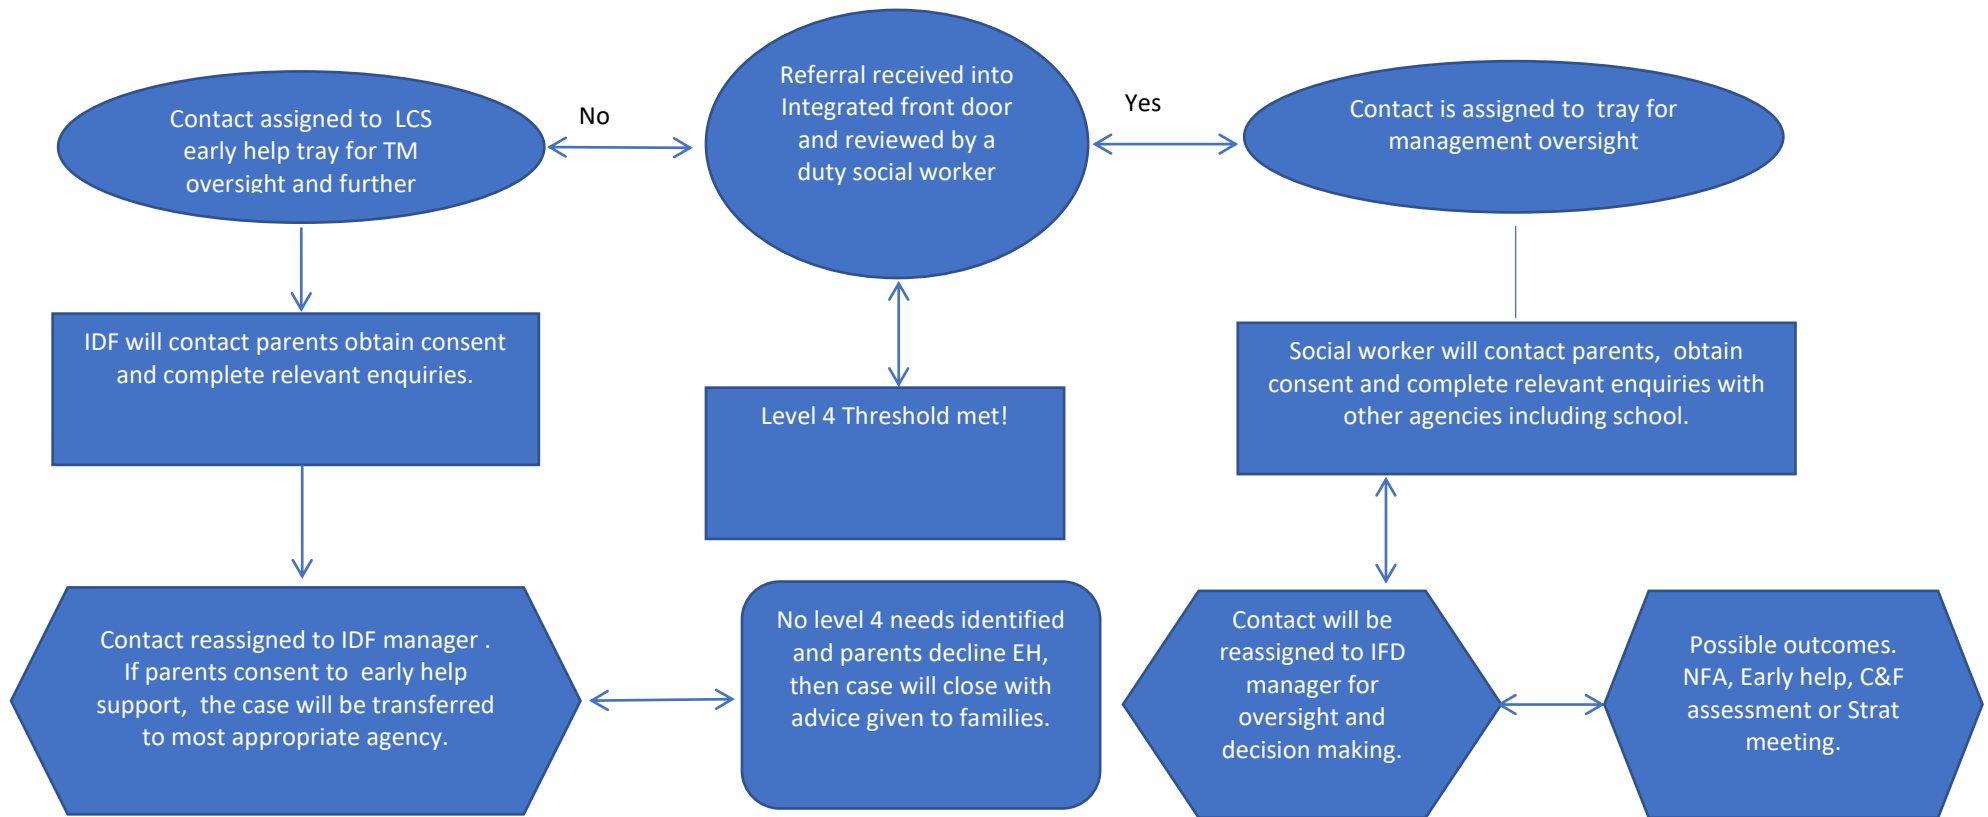 Contact assigned to LCS
early help tray for TM
oversight and further
No
Referral received into
Integrated front door
and reviewed by a
duty social worker
Yes
Contact is assigned to tray for
management oversight
IDF will contact parents obtain consent
and complete relevant enquiries.
Level 4 Threshold met!
Social worker will contact parents, obtain
consent and complete relevant enquiries with
other agencies including school.
Contact reassigned to IDF manager .
If parents consent to early help
support, the case will be transferred
to most appropriate agency.
No level 4 needs identified
and parents decline EH,
then case will close with
advice given to families.
Contact will be
reassigned to IFD
manager for
oversight and
decision making.
Possible outcomes.
NFA, Early help, C&F
assessment or Strat
meeting.